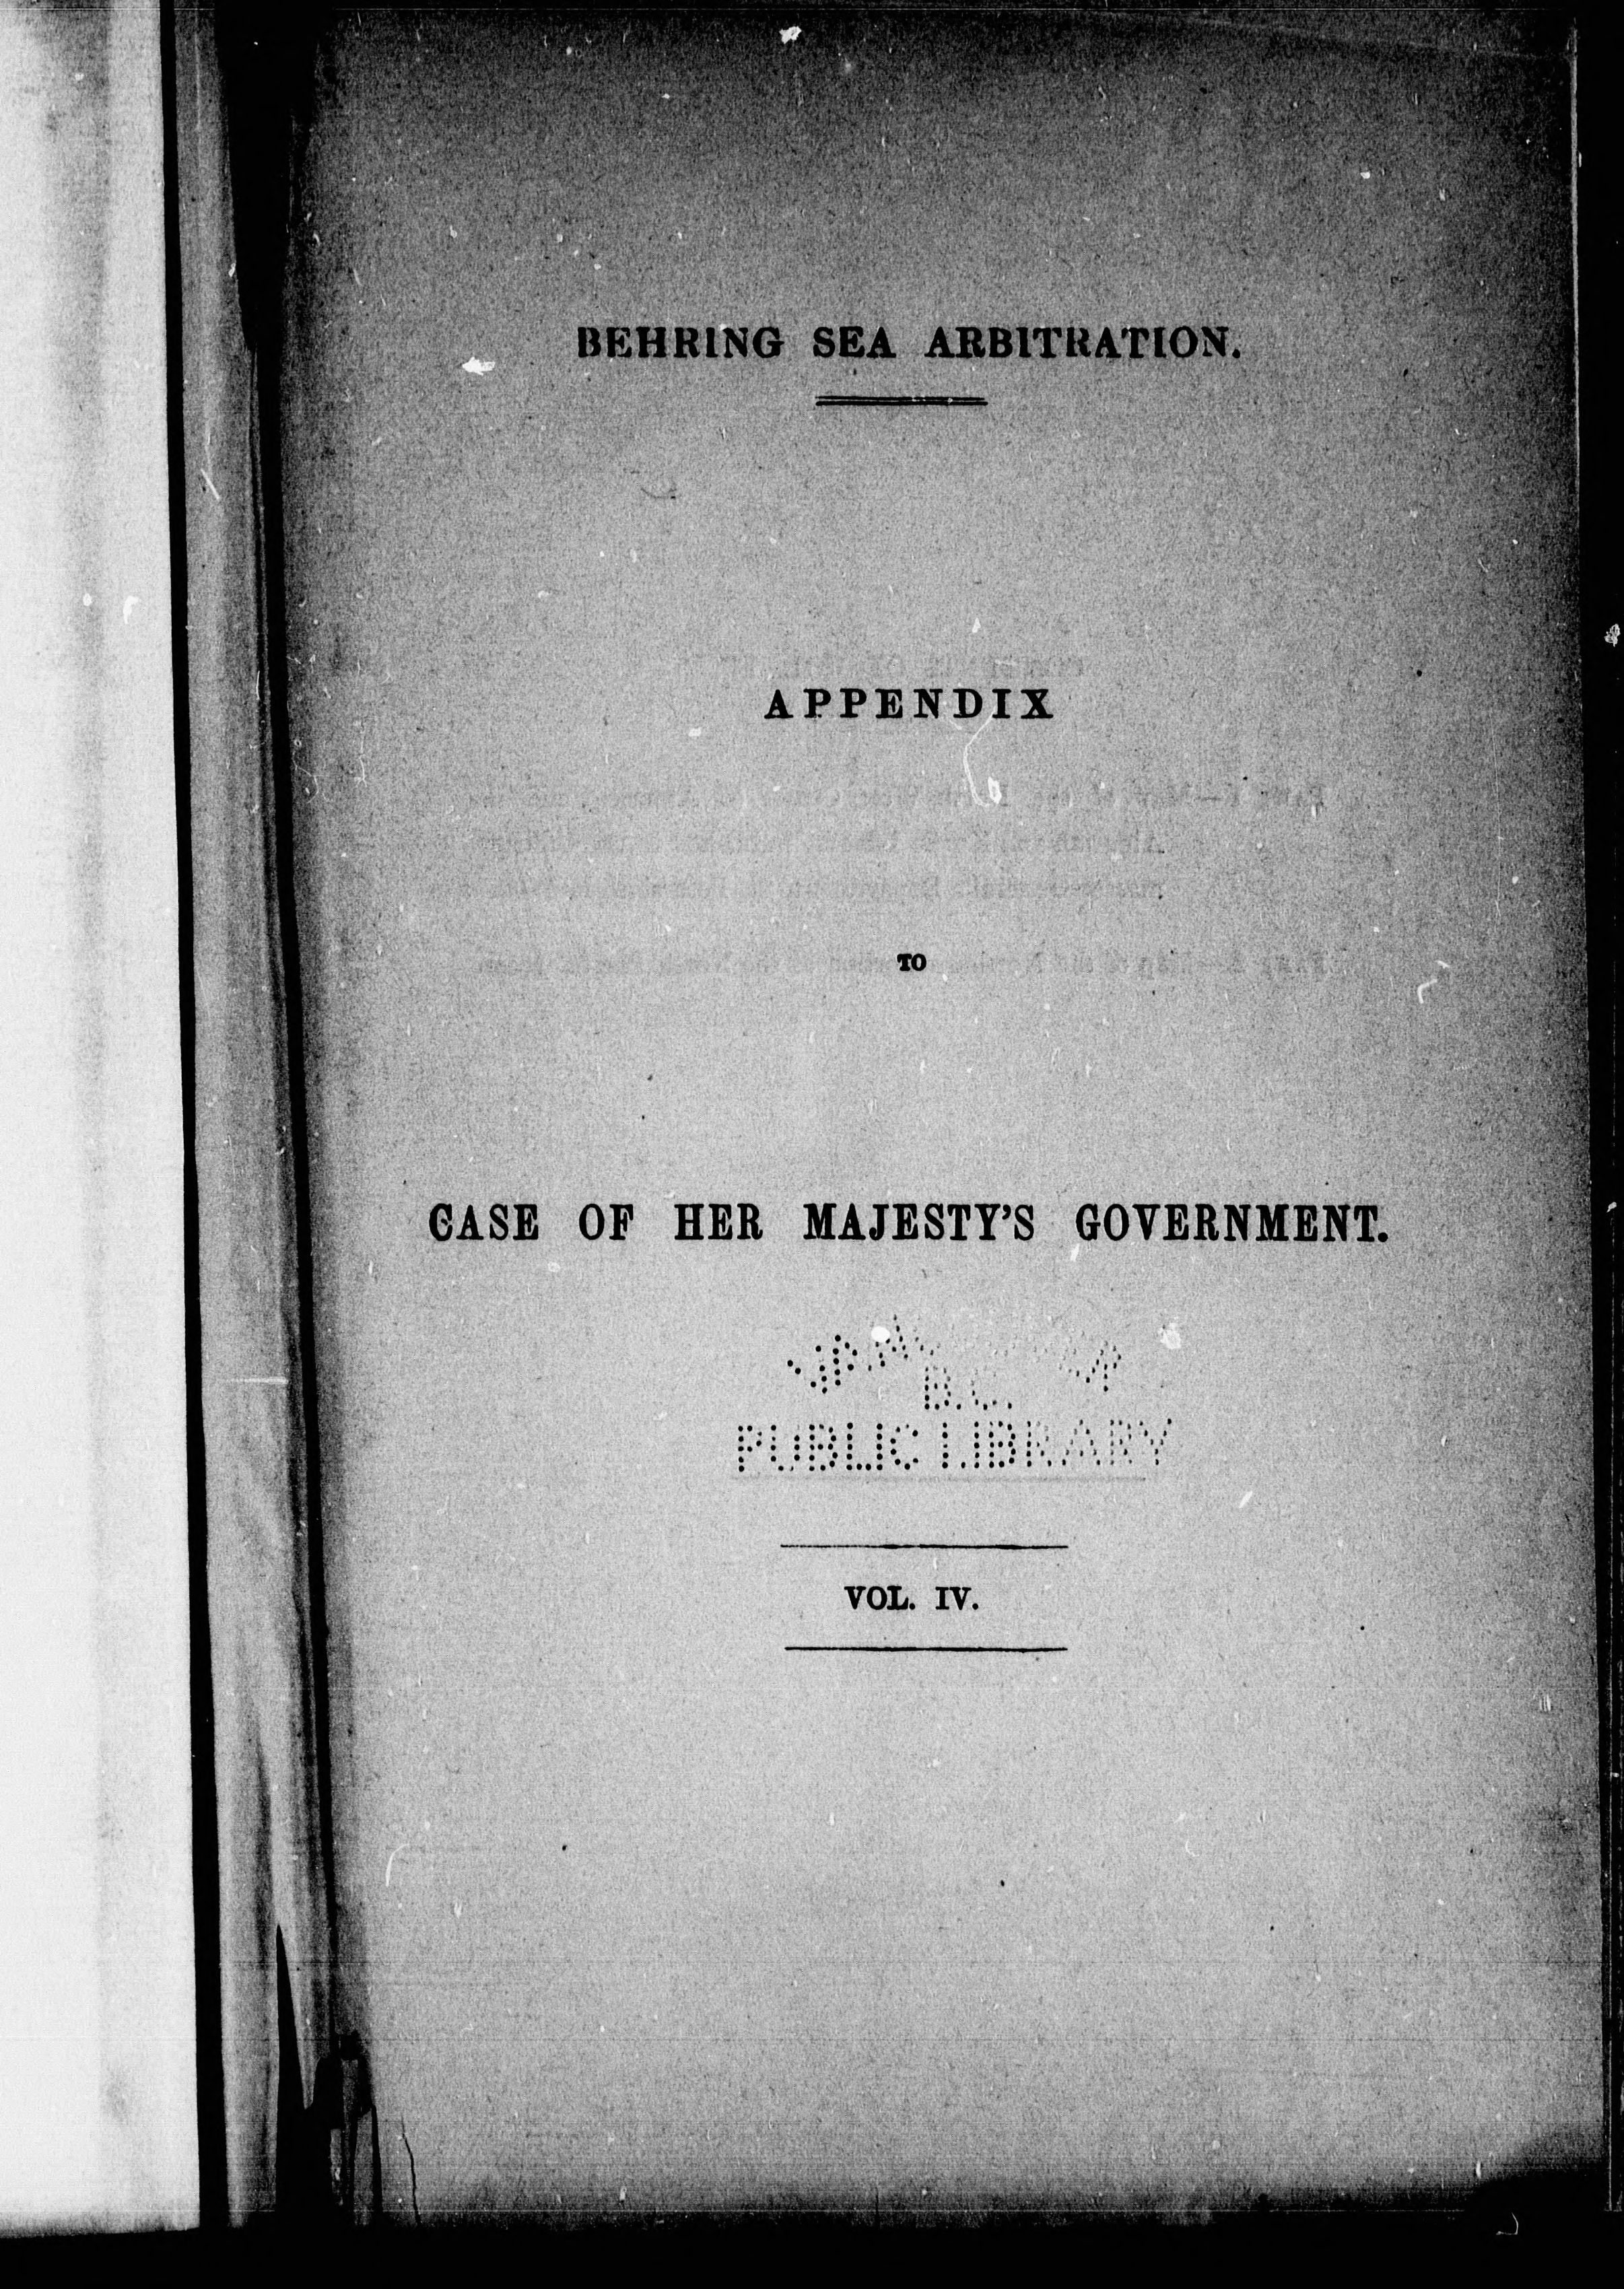 BEHRING SEA ARBITRATION.
APPENDIX
TO
CASE OF HER MAJESTY'S GOVERNMENT.
B.C.
PUBLIC LIBRARY
VOL. IV.